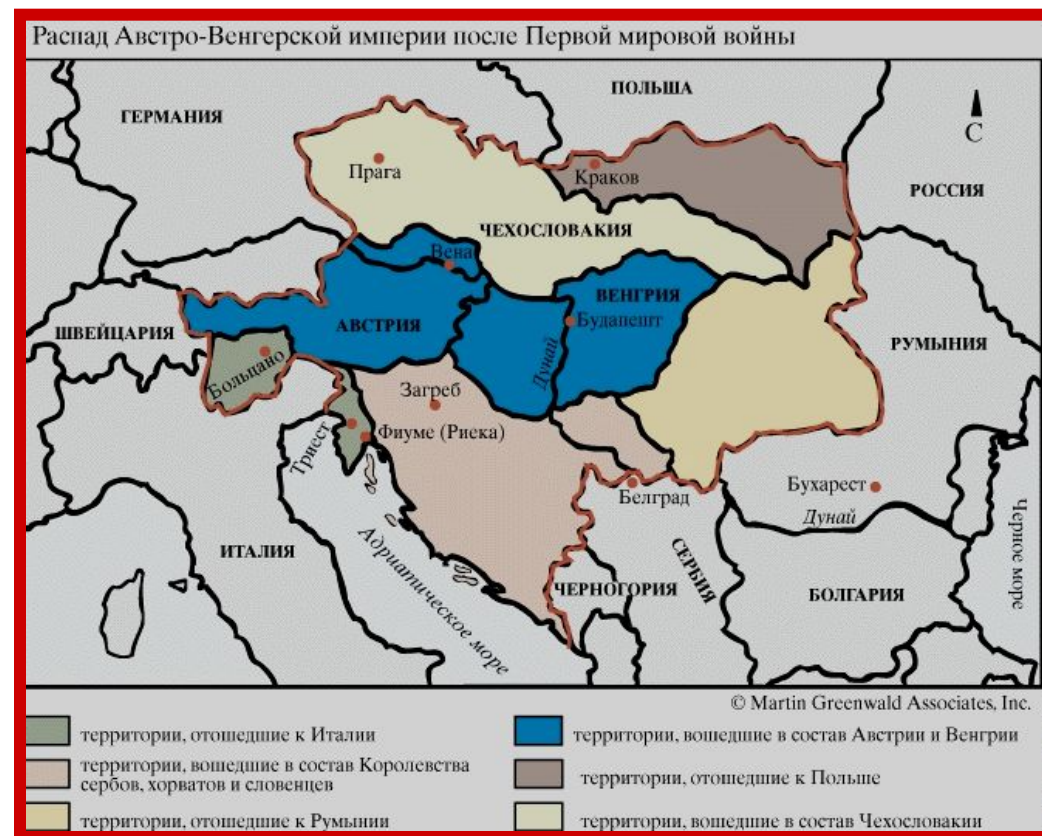 Распад Австро-Венгерской империи после Первой мировой войны
ПОЛЬША
ГЕРМАНИЯ
С
Прага
Краков
РОССИЯ
ЧЕХОСЛОВАКИЯ
Вена
ВЕНГРИЯ
АВСТРИЯ
Будапешт
ШВЕЙЦАРИЯ
РУМЫНИЯ
Больцано
Дунай
Загреб
Фиуме (Риека)
Триест
Белград
Бухарест
Дунай
ИТАЛИЯ
Адриатическое море
СЕРБИЯ
ЧЕРНОГОРИЯ
БОЛГАРИЯ
Черное море
© Martin Greenwald Associates, Inc.
территории, отошедшие к Италии
территории, вошедшие в состав Королевства
сербов, хорватов и словенцев
территории, отошедшие к Румынии
территории, вошедшие в состав Австрии и Венгрии
территории, отошедшие к Польше
территории, вошедшие в состав Чехословакии